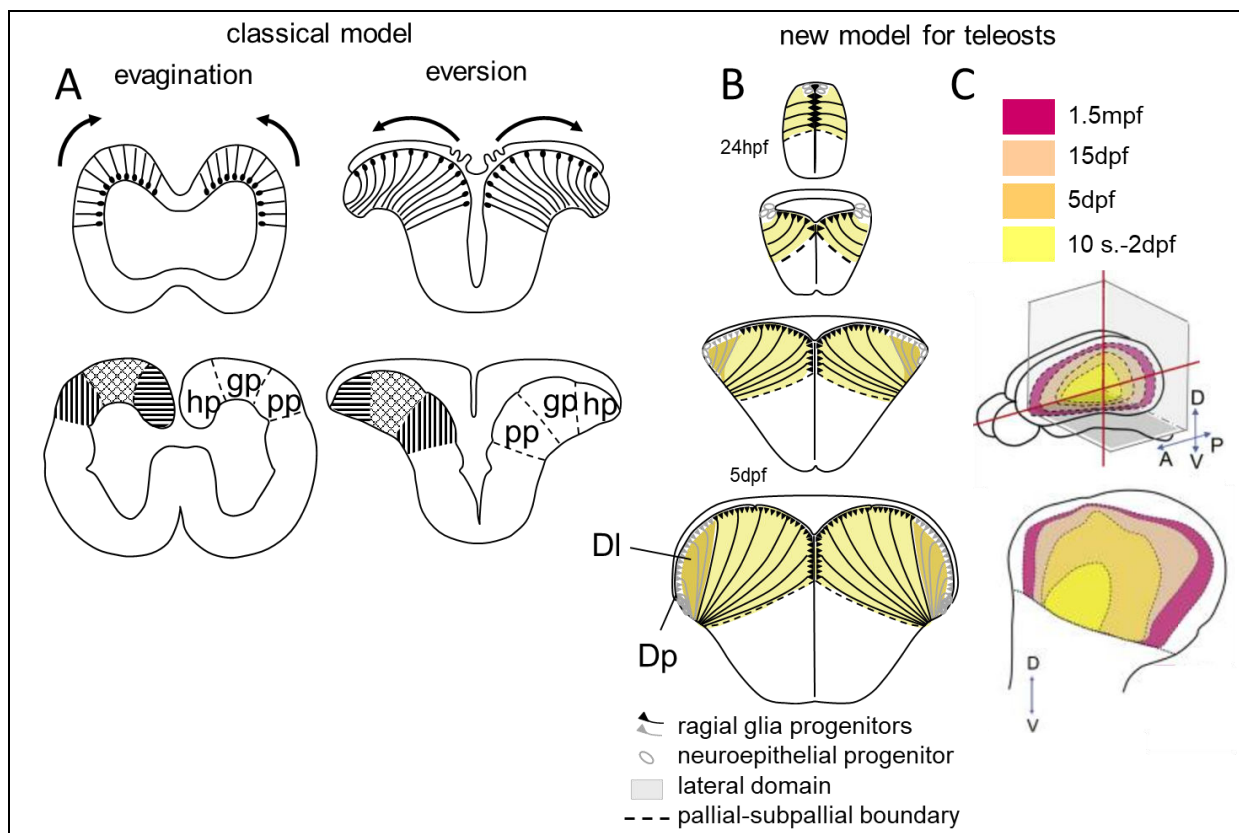 classical model
new model for teleosts
A
evagination
eversion
hp
gp
pp
pp
gp
hp
B
24hpf
5dpf
Dl
Dp
ragial glia progenitors
neuroepithelial progenitor
lateral domain
pallial-subpallial boundary
C
1.5mpf
15dpf
5dpf
10 s.-2dpf
D
P
A
V
D
V